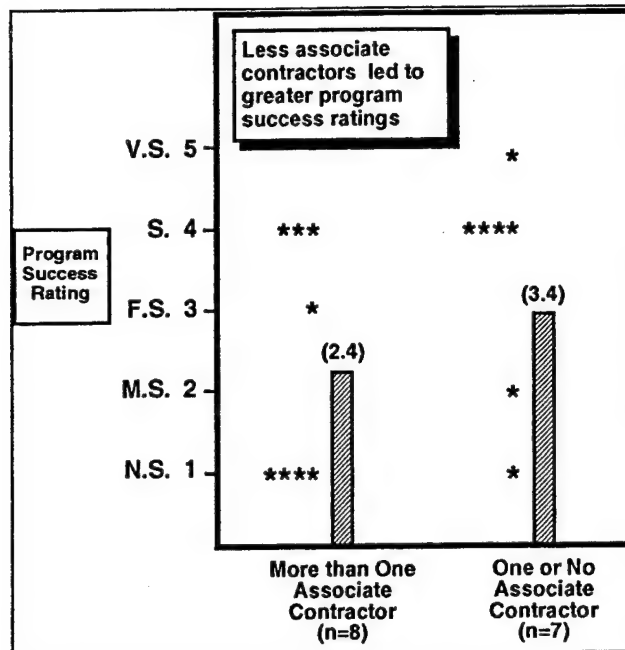 Less associate
contractors led to
greater program
success ratings
V.S. 5
*
S. 4
***
****
Program
Success
Rating
F.S. 3
*
(3.4)
(2.4)
M.S. 2
*
N.S. 1
****
*
More than One
Associate
Contractor
(n=8)
One or No
Associate
Contractor
(n=7)